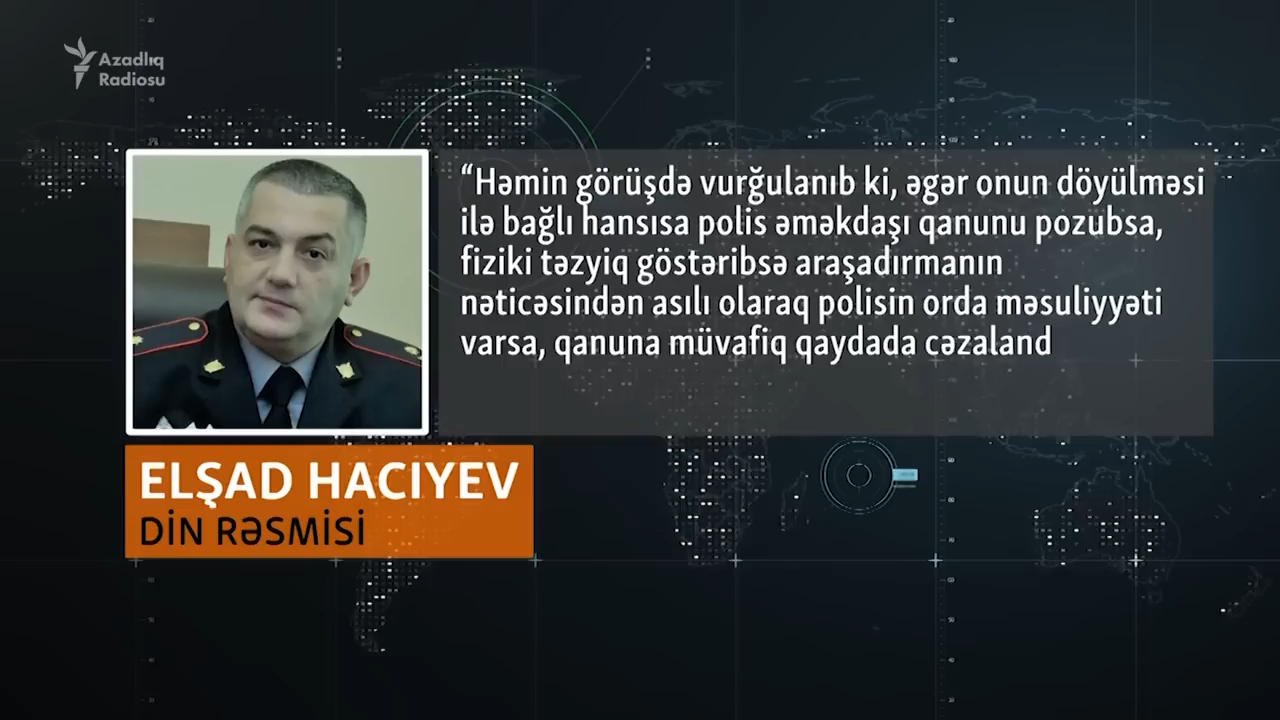 Azadlıq
Radiosu
“Həmin görüşdə vurğulanıb ki, əgər onun döyülməsi
ilə bağlı hansısa polis əməkdaşı qanunu pozubsa,
fiziki təzyiq göstəribsə araşadırmanın
nəticəsindən asılı olaraq polisin orda məsuliyyəti
varsa, qanuna müvafiq qaydada cəzaland
ELŞAD HACIYEV
DİN RƏSMİSİ